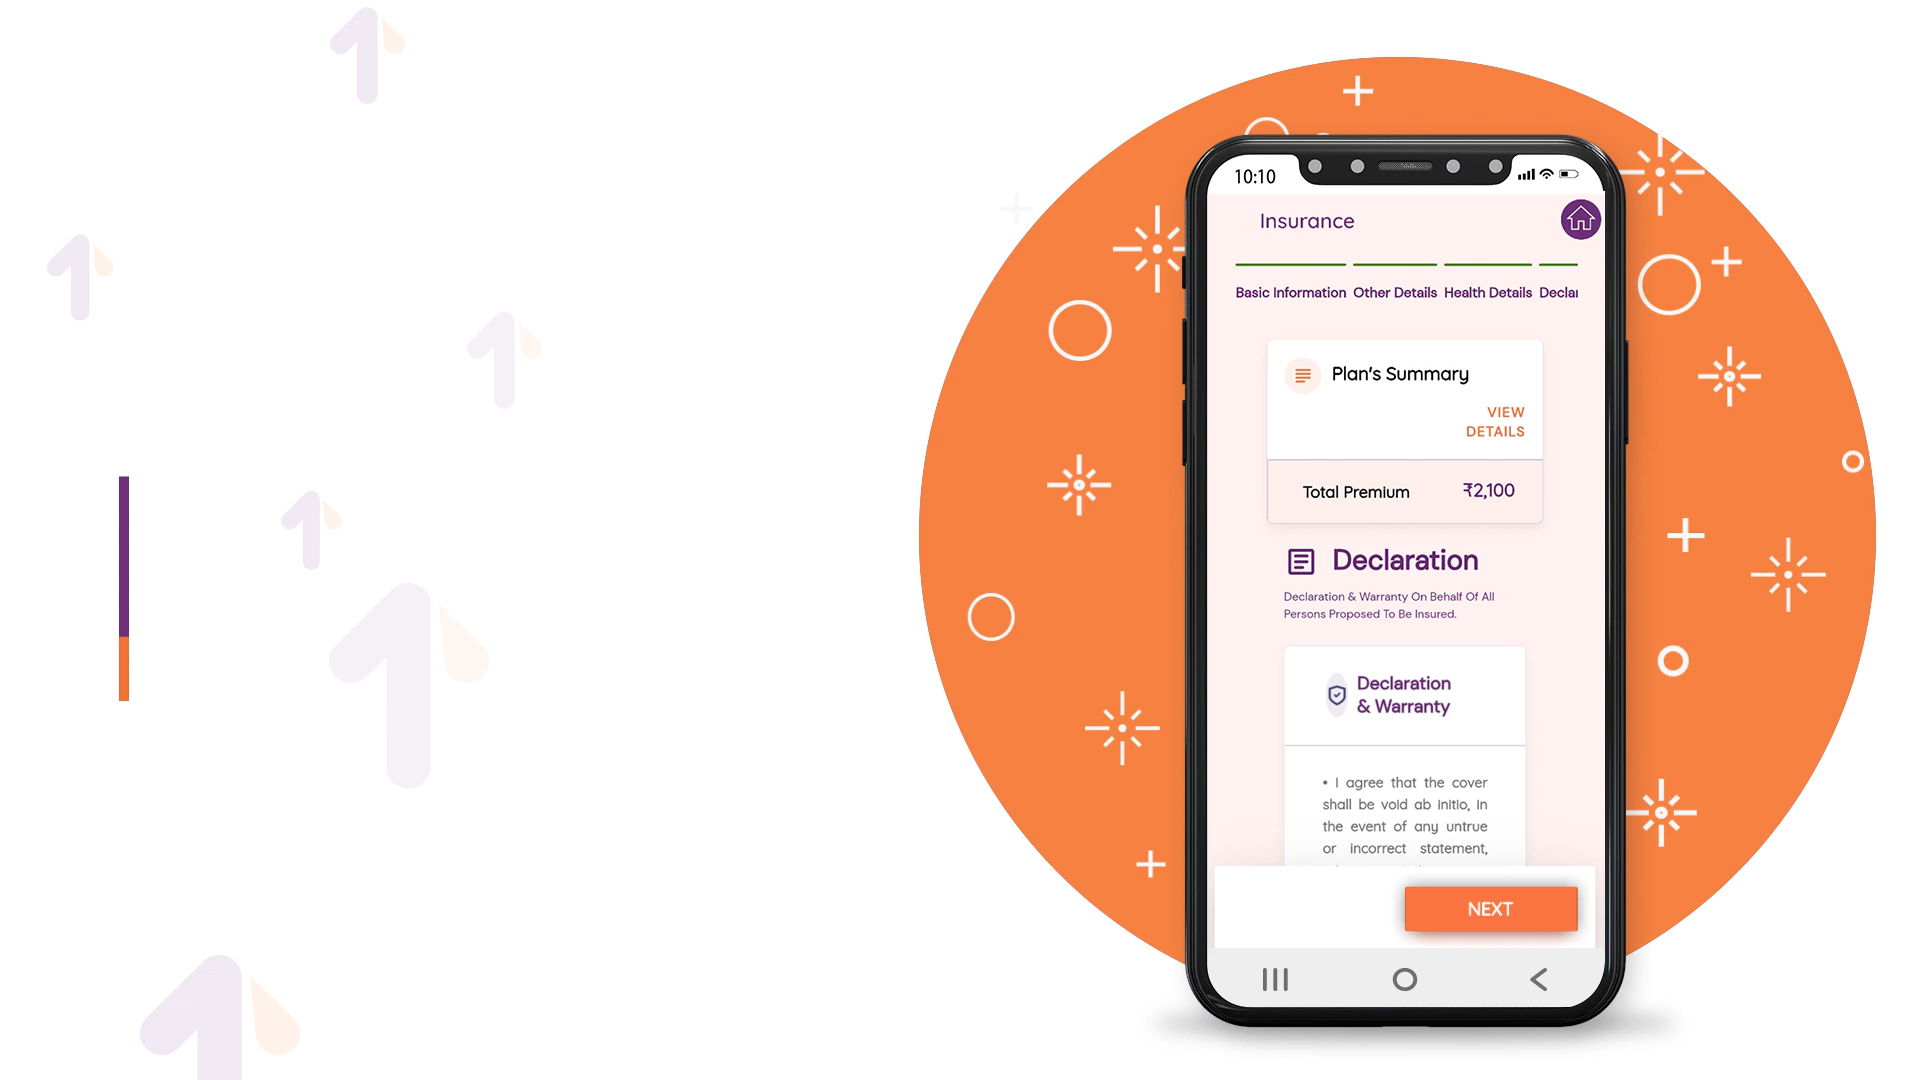 10:10
Insurance
Basic Information Other Details Health Details Declar
Plan's Summary
VIEW
DETAILS
Total Premium ₹2,100
Declaration
Declaration & Warranty On Behalf Of All
Persons Proposed To Be Insured.
Declaration
& Warranty
• I agree that the cover
shall be void ab initio, in
the event of any untrue
or incorrect statement,
NEXT